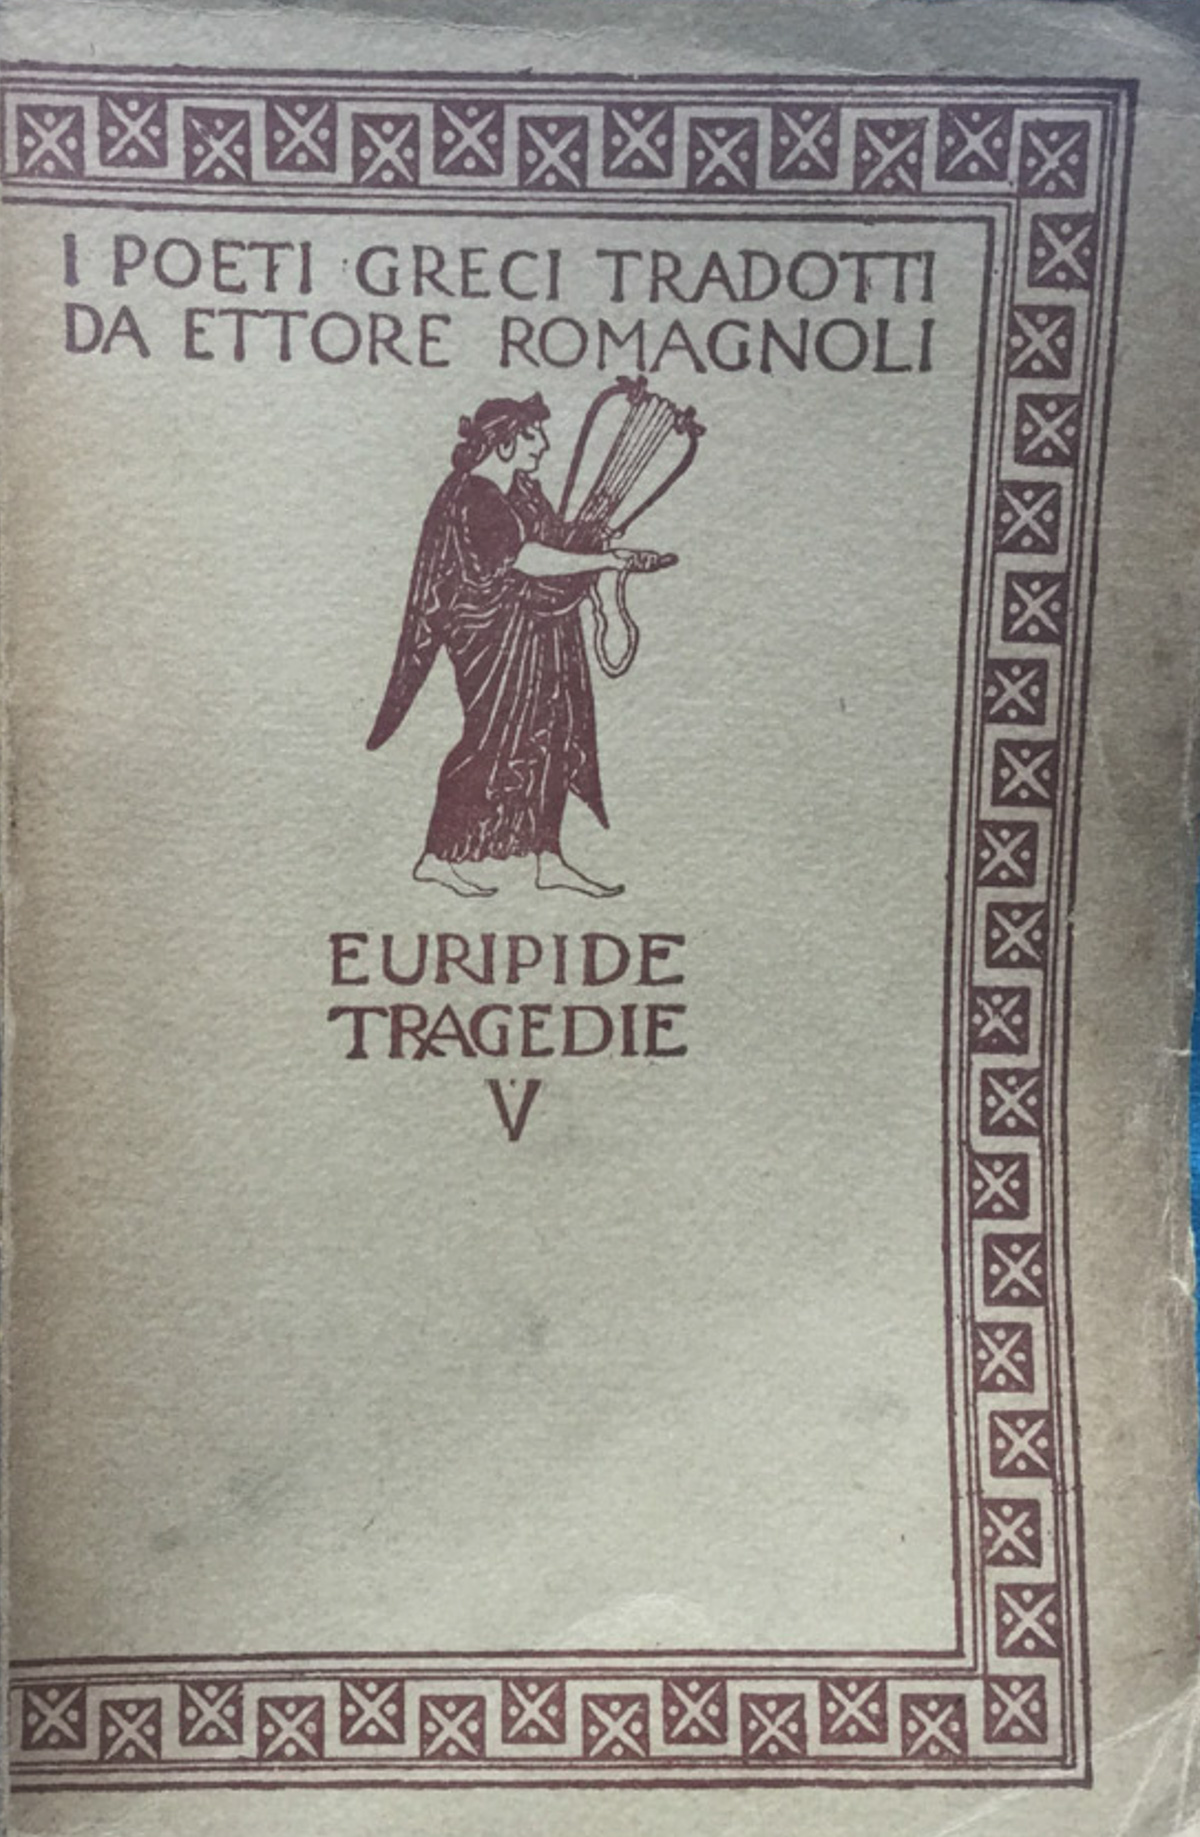 I POETI GRECI TRADOTTI
DA ETTORE ROMAGNOLI
EURIPIDE
TRAGEDIE
V